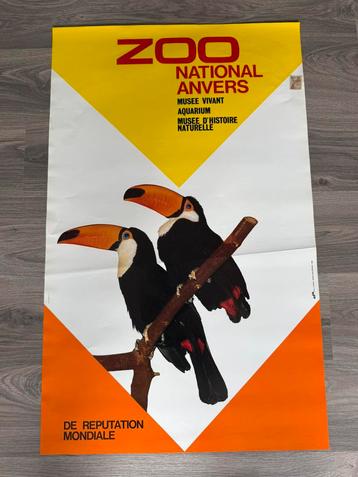 ZOO
NATIONAL
ANVERS
MUSEE VIVANT
AQUARIUM
MUSEE D'HISTOIRE
NATURELLE
DE REPUTATION
MONDIALE